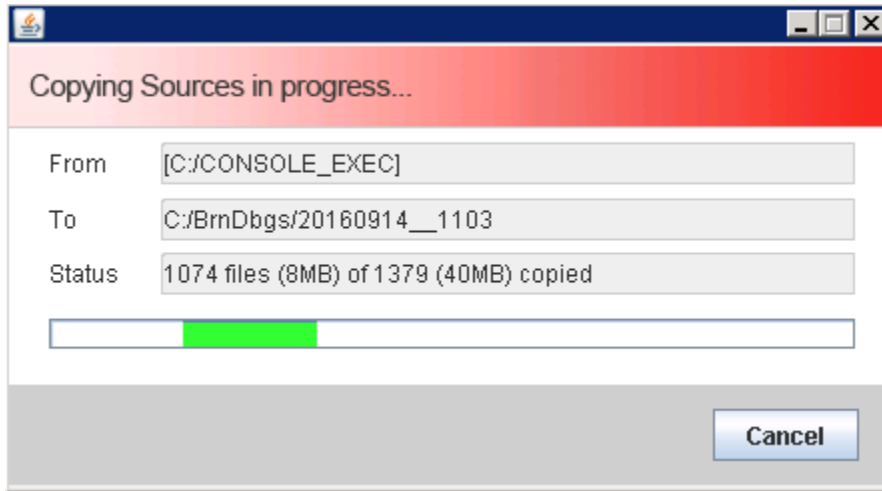 Copying Sources in progress...
From [C:/CONSOLE_EXEC]
To C:/BrnDbgs/20160914__1103
Status 1074 files (8MB) of 1379 (40MB) copied
Cancel